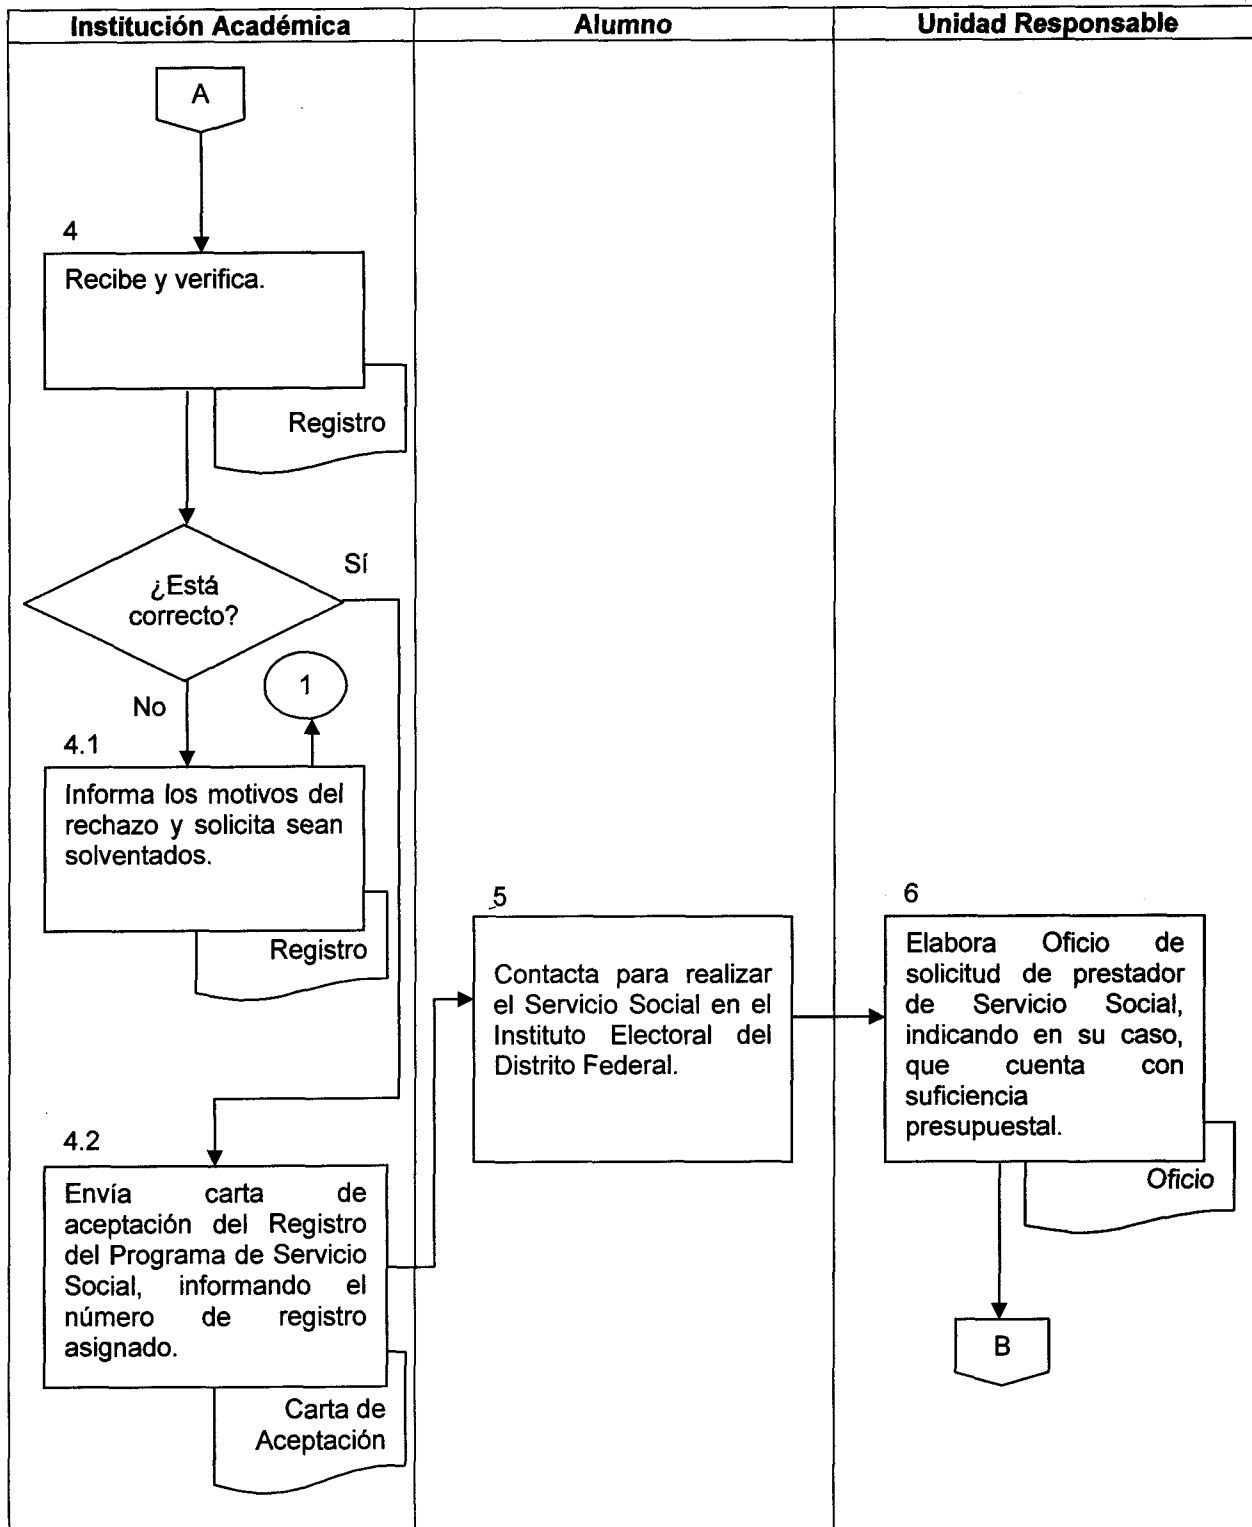 Institución Académica
Alumno
Unidad Responsable
A
4
Recibe y verifica.
Registro
¿Está
correcto?
Sí
No
1
4.1
Informa los motivos del
rechazo y solicita sean
solventados.
Registro
4.2
Envía carta de
aceptación del Registro
del Programa de Servicio
Social, informando el
número de registro
asignado.
Carta de
Aceptación
5
Contacta para realizar
el Servicio Social en el
Instituto Electoral del
Distrito Federal.
6
Elabora Oficio de
solicitud de prestador
de Servicio Social,
indicando en su caso,
que cuenta con
suficiencia
presupuestal.
Oficio
B